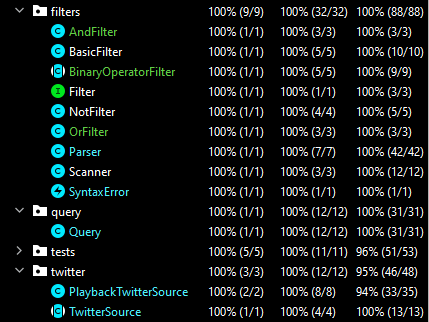 filters 100% (9/9) 100% (32/32) 100% (88/88)
C AndFilter 100% (1/1) 100% (3/3) 100% (3/3)
C BasicFilter 100% (1/1) 100% (5/5) 100% (10/10)
C BinaryOperatorFilter 100% (1/1) 100% (5/5) 100% (9/9)
I Filter 100% (1/1) 100% (1/1) 100% (3/3)
C NotFilter 100% (1/1) 100% (4/4) 100% (5/5)
C OrFilter 100% (1/1) 100% (3/3) 100% (3/3)
C Parser 100% (1/1) 100% (7/7) 100% (42/42)
C Scanner 100% (1/1) 100% (3/3) 100% (12/12)
SyntaxError 100% (1/1) 100% (1/1) 100% (1/1)
query 100% (1/1) 100% (12/12) 100% (31/31)
C Query 100% (1/1) 100% (12/12) 100% (31/31)
tests 100% (5/5) 100% (11/11) 96% (51/53)
twitter 100% (3/3) 100% (12/12) 95% (46/48)
C PlaybackTwitterSource 100% (2/2) 100% (8/8) 94% (33/35)
C TwitterSource 100% (1/1) 100% (4/4) 100% (13/13)